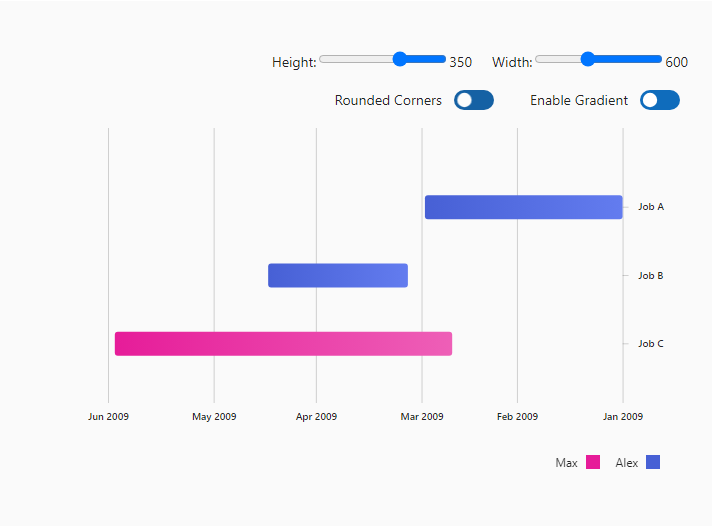 Height: 350 Width: 600
Rounded Corners Enable Gradient
Job A
Job B
Job C
Jun 2009 May 2009 Apr 2009 Mar 2009 Feb 2009 Jan 2009
Max Alex